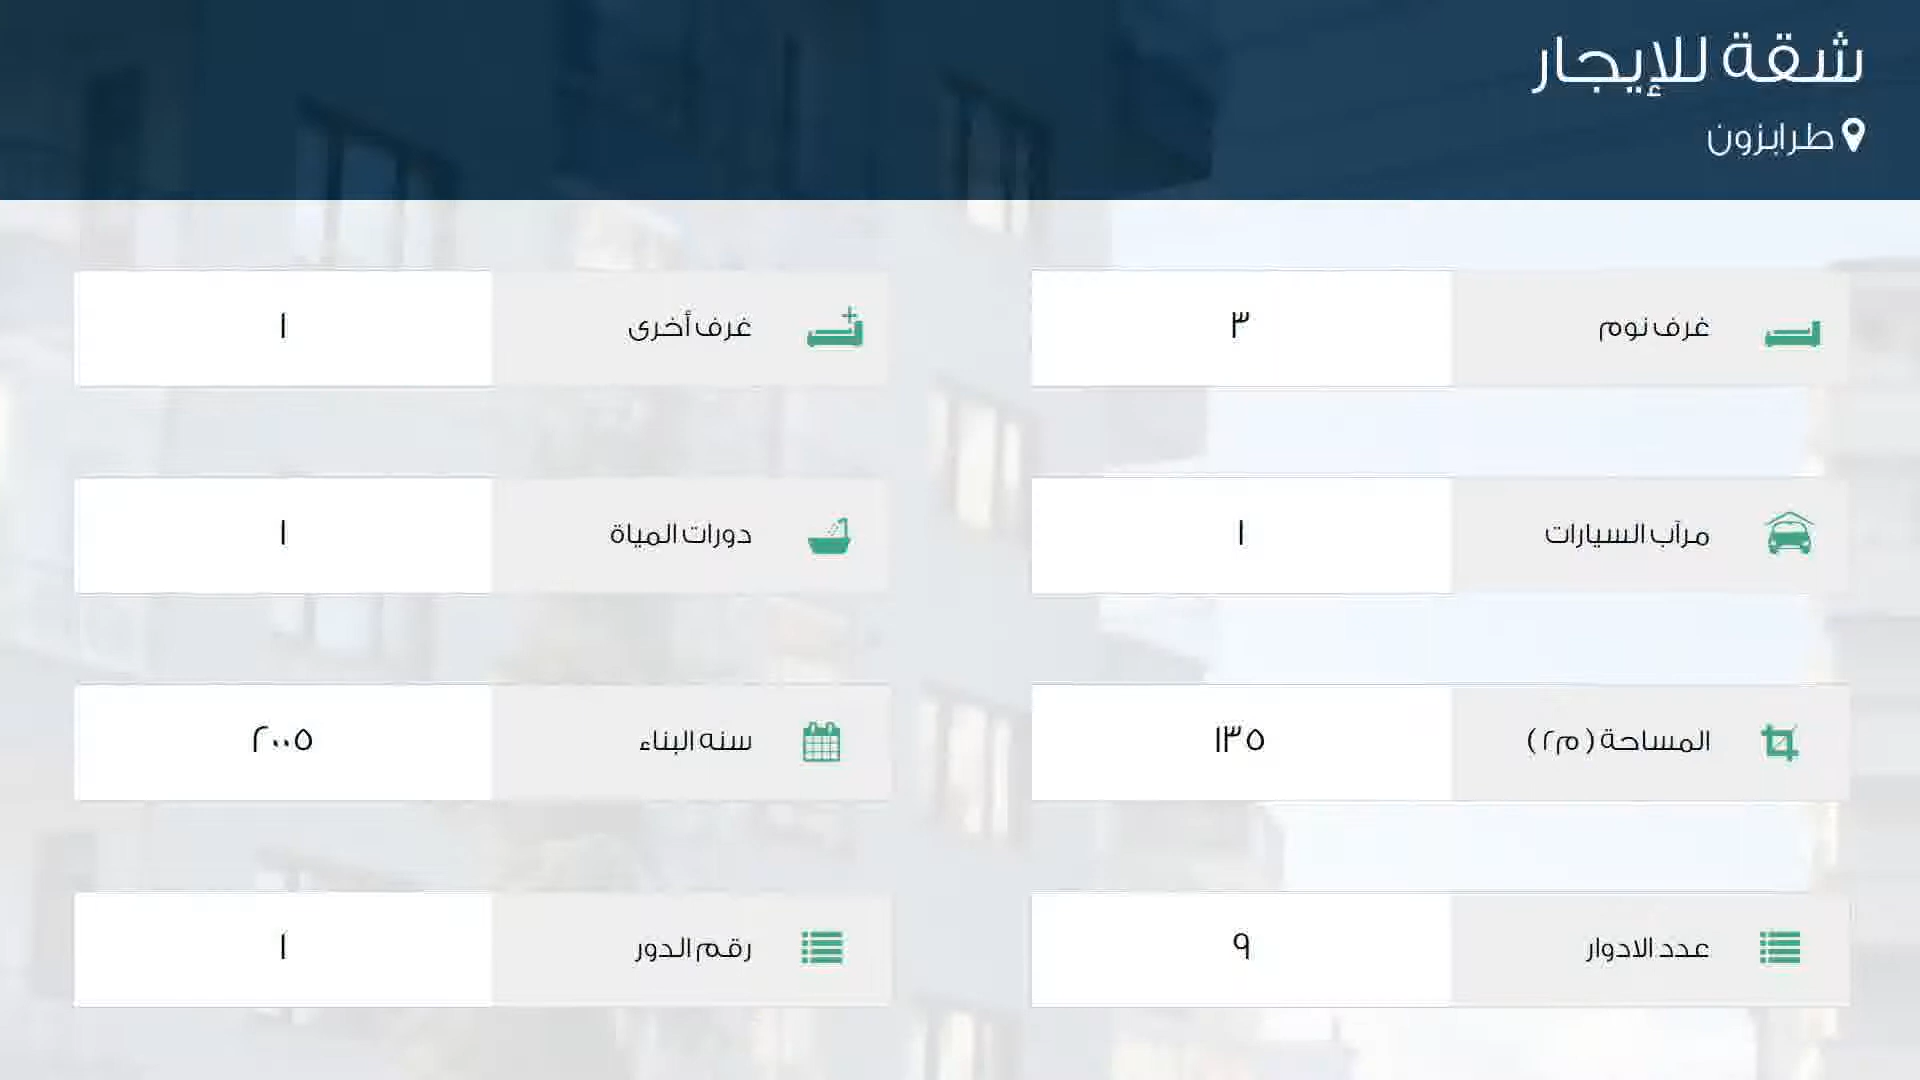 شقة للإيجار
طرابزون
غرف نوم ٣
غرف أخرى ١
مرآب السيارات ١
دورات المياة ١
المساحة ( م٢ ) ١٣٥
سنه البناء ٢٠٠٥
عدد الادوار ٩
رقم الدور ١